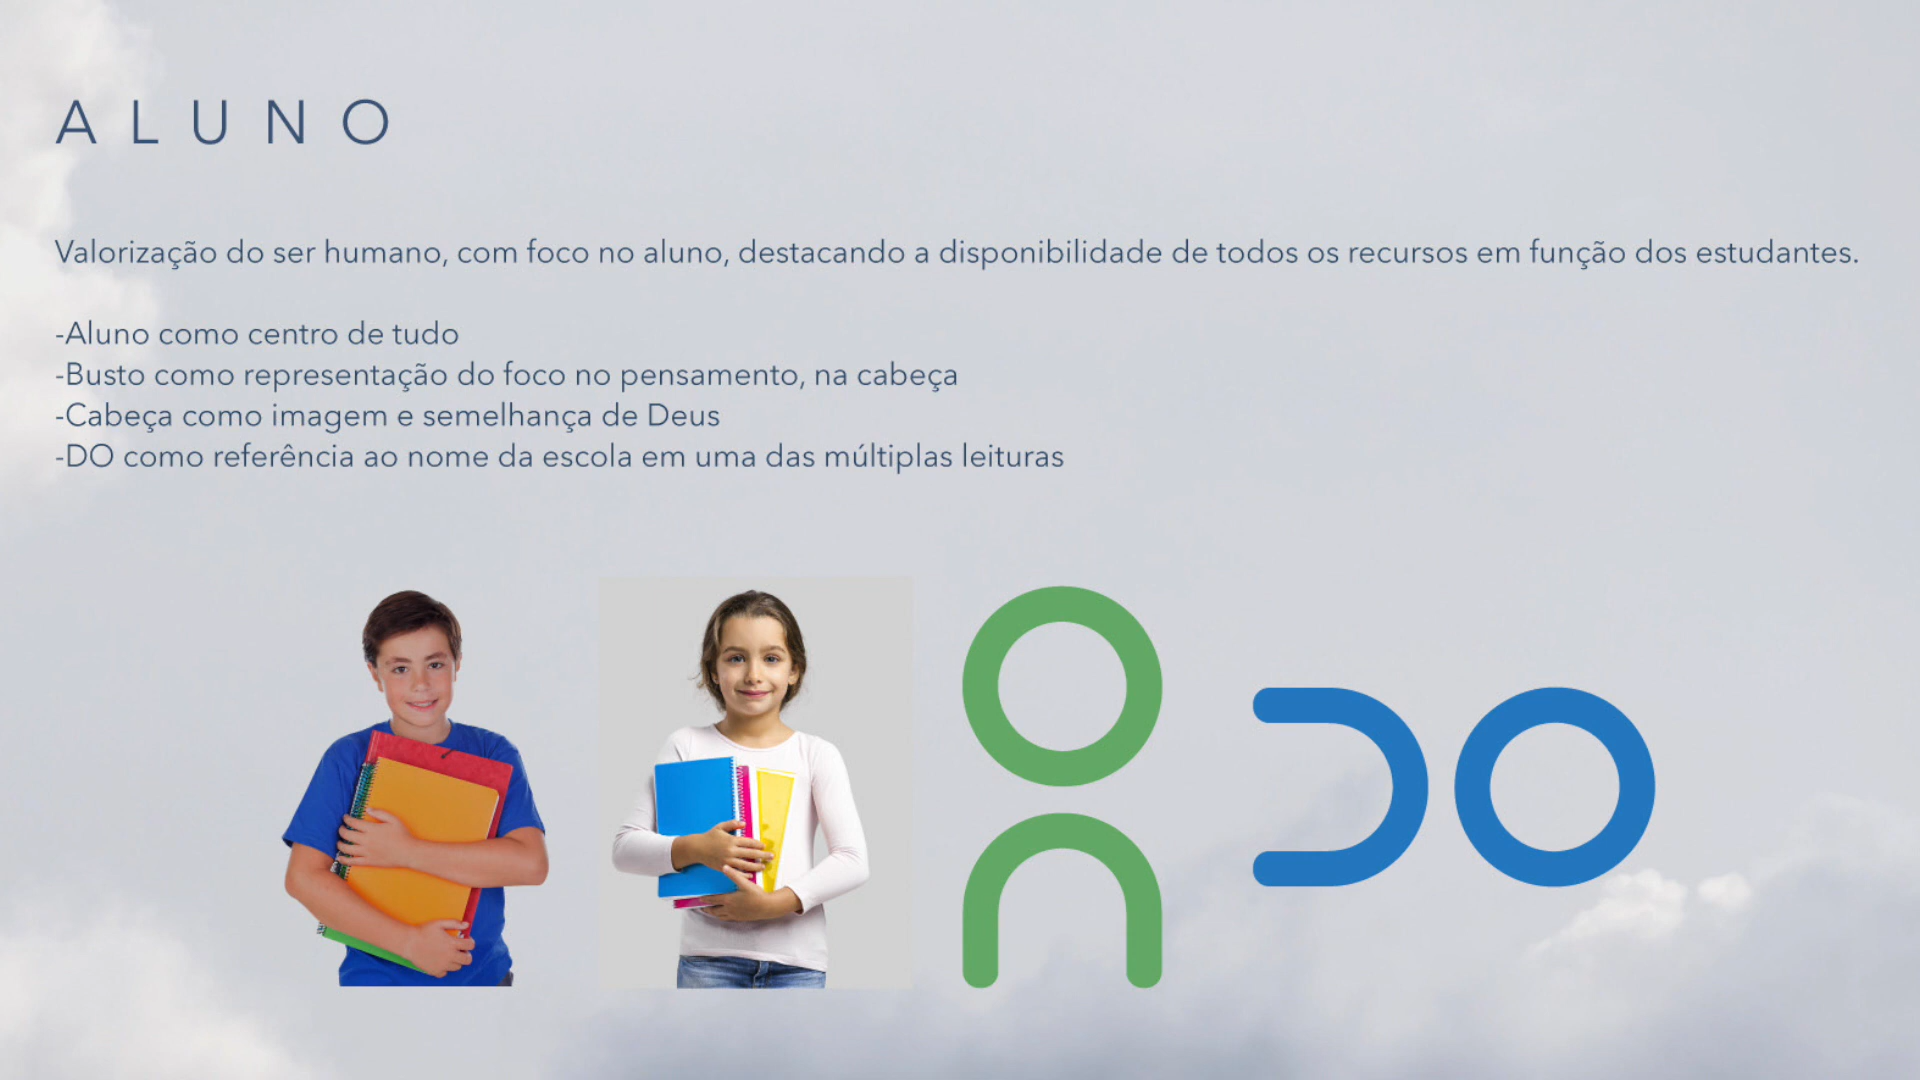 ALUNO
Valorização do ser humano, com foco no aluno, destacando a disponibilidade de todos os recursos em função dos estudantes.
-Aluno como centro de tudo
-Busto como representação do foco no pensamento, na cabeça
-Cabeça como imagem e semelhança de Deus
-DO como referência ao nome da escola em uma das múltiplas leituras
DO